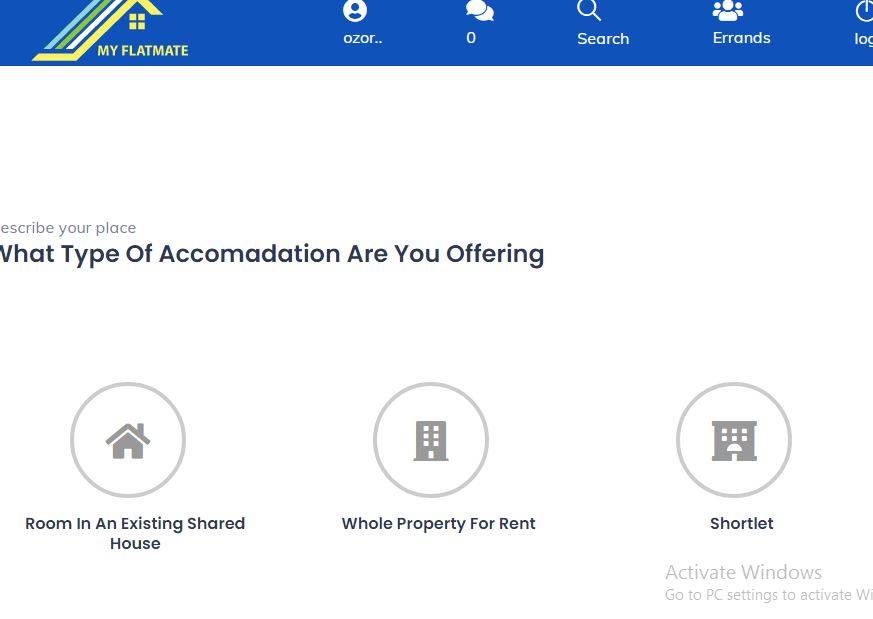 MY FLATMATE
ozor.. 0 Search Errands log
escribe your place
What Type Of Accomadation Are You Offering
Room In An Existing Shared
House
Whole Property For Rent
Shortlet
Activate Windows
Go to PC settings to activate Wi